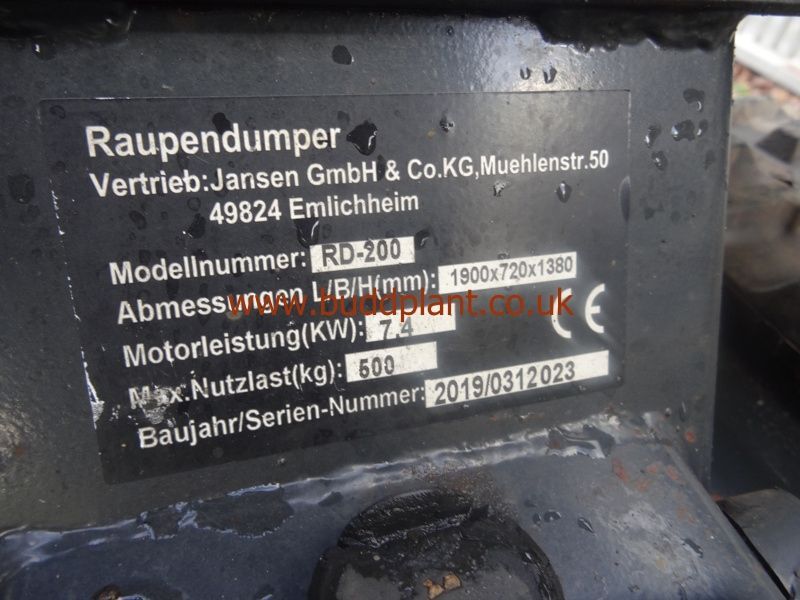 Raupendumper
Vertrieb:Jansen GmbH & Co.KG,Muehlenstr.50
49824 Emlichheim
Modellnummer: RD-200
Abmessungen L/B/H(mm): 1900x720x1380
www.buddplant.co.uk
Motorleistung(KW): 7.4
CE
Max.Nutzlast(kg): 500
Baujahr/Serien-Nummer: 2019/0312023